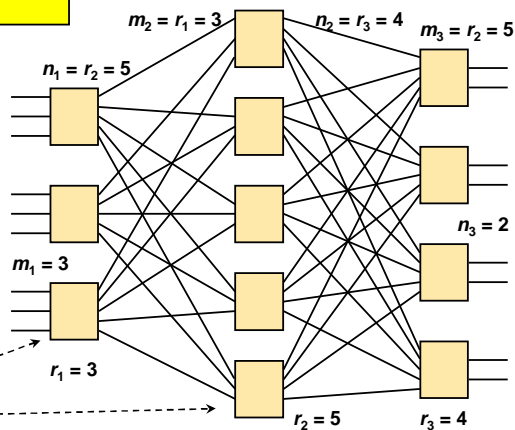 m₂ = r₁ = 3
n₂ = r₃ = 4
m₃ = r₂ = 5
n₁ = r₂ = 5
n₃ = 2
m₁ = 3
r₁ = 3
r₂ = 5
r₃ = 4